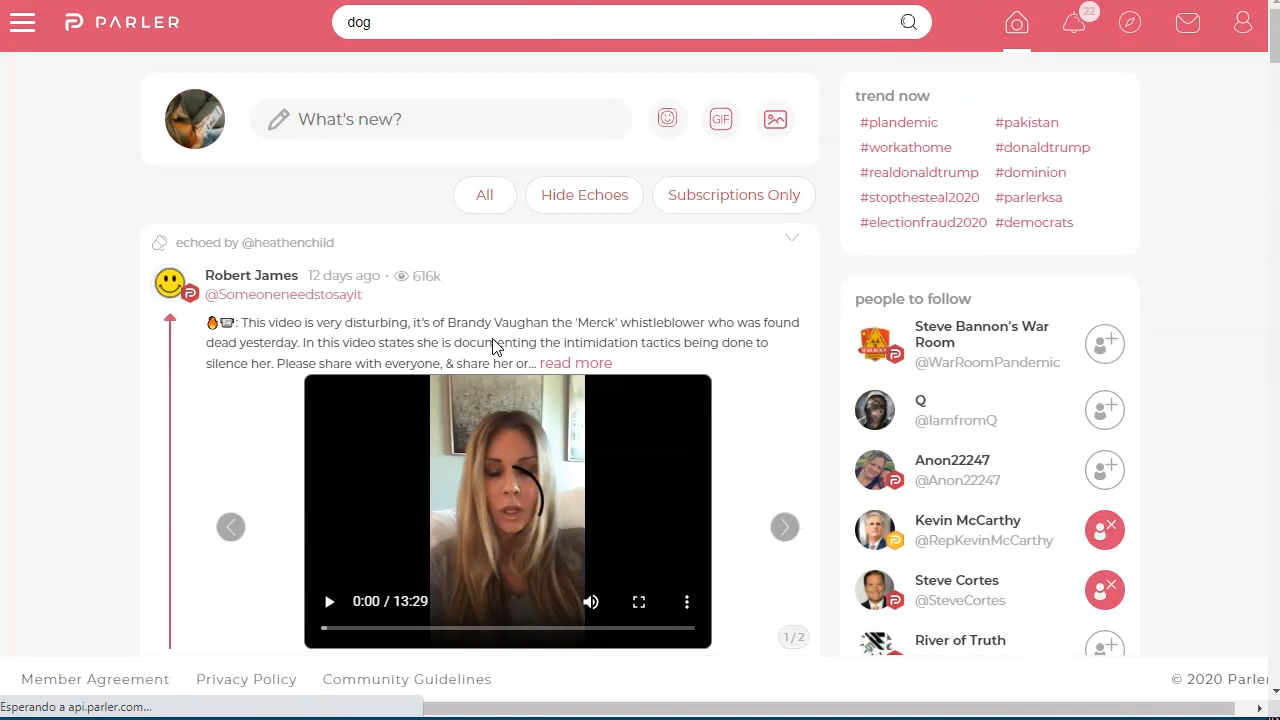 PARLER
dog
22
What's new?
GIF
All
Hide Echoes
Subscriptions Only
echoed by @heathenchild
Robert James 12 days ago · 616k
@Someoneneedstosayit
🔥: This video is very disturbing, it's of Brandy Vaughan the 'Merck' whistleblower who was found
dead yesterday. In this video states she is documenting the intimidation tactics being done to
silence her. Please share with everyone, & share her or... read more
0:00 / 13:29
1 / 2
trend now
#plandemic #pakistan
#workathome #donaldtrump
#realdonaldtrump #dominion
#stopthesteal2020 #parlerksa
#electionfraud2020 #democrats
people to follow
Steve Bannon's War
Room
@WarRoomPandemic
Q
@IamfromQ
Anon22247
@Anon22247
Kevin McCarthy
@RepKevinMcCarthy
Steve Cortes
@SteveCortes
River of Truth
Member Agreement Privacy Policy Community Guidelines
© 2020 Parler
Esperando a api.parler.com...